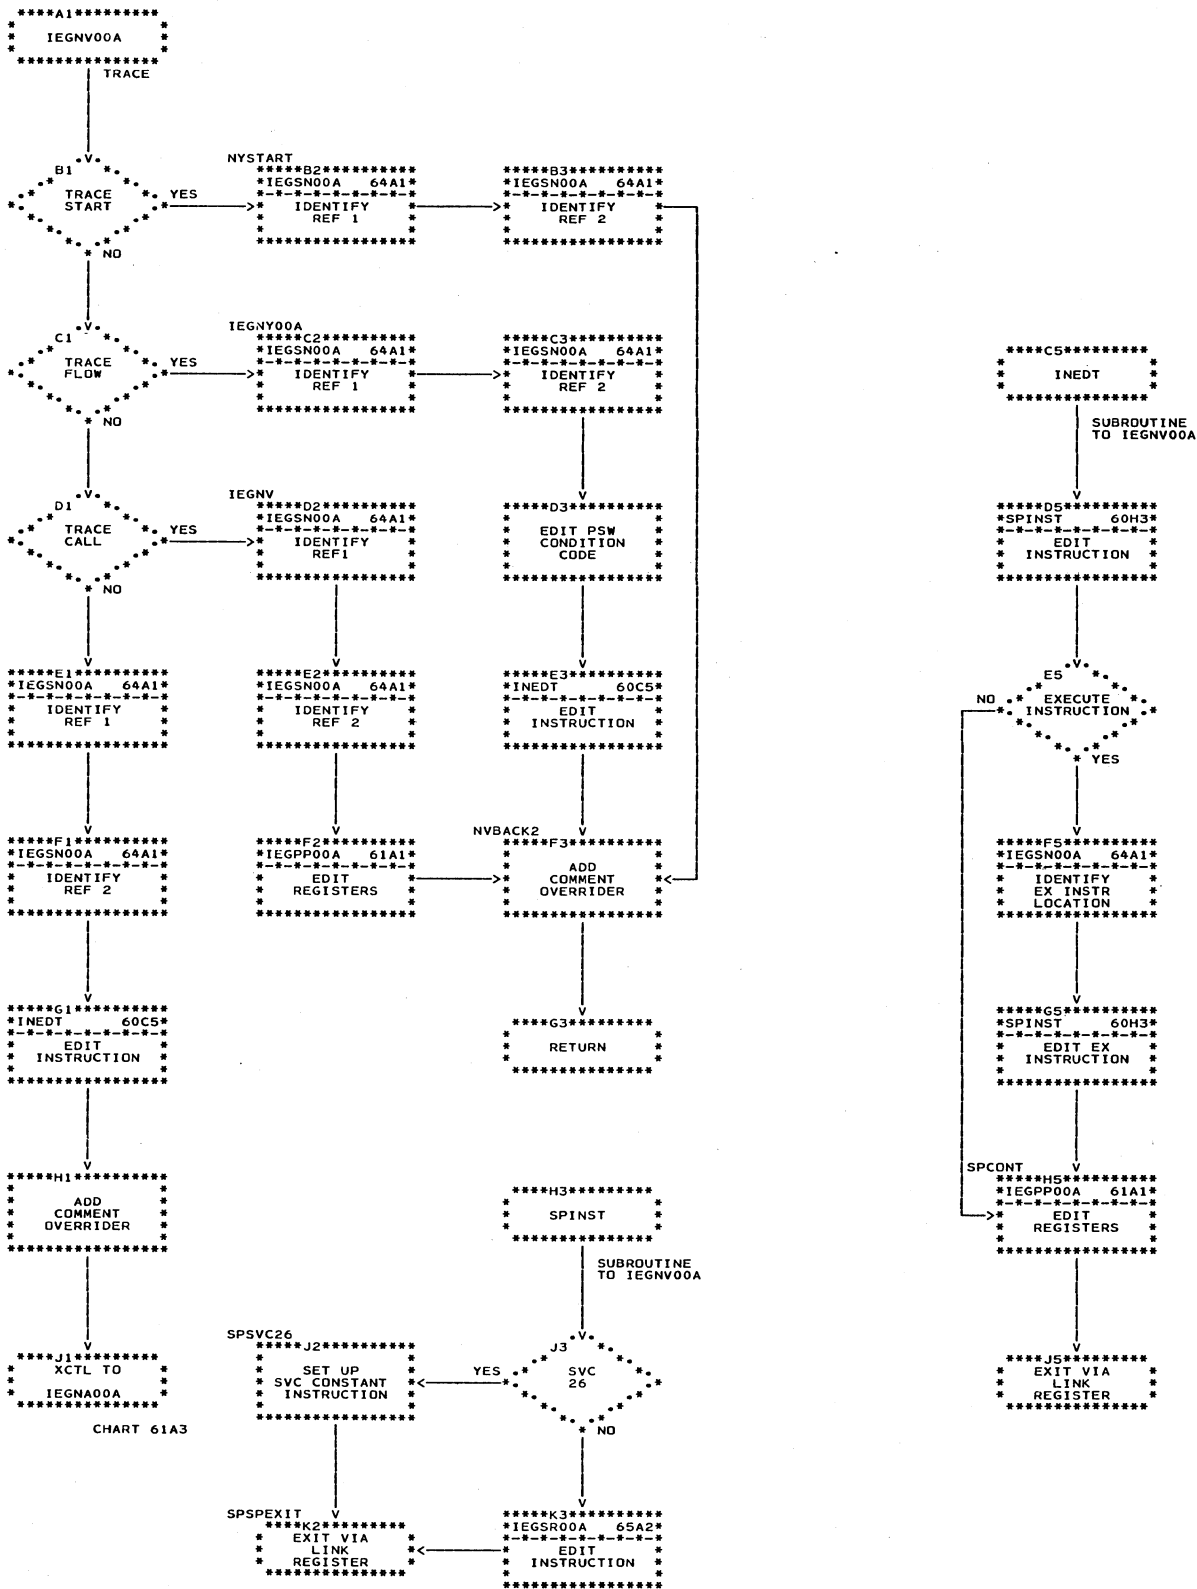 A1
IEGNV00A
TRACE
B1
TRACE
START
YES
NO
NYSTART
B2
IEGSN00A 64A1
IDENTIFY
REF 1
B3
IEGSN00A 64A1
IDENTIFY
REF 2
C1
TRACE
FLOW
YES
NO
IEGNY00A
C2
IEGSN00A 64A1
IDENTIFY
REF 1
C3
IEGSN00A 64A1
IDENTIFY
REF 2
C5
INEDT
SUBROUTINE
TO IEGNV00A
D1
TRACE
CALL
YES
NO
IEGNV
D2
IEGSN00A 64A1
IDENTIFY
REF1
D3
EDIT PSW
CONDITION
CODE
D5
SPINST 60H3
EDIT
INSTRUCTION
E1
IEGSN00A 64A1
IDENTIFY
REF 1
E2
IEGSN00A 64A1
IDENTIFY
REF 2
E3
INEDT 60C5
EDIT
INSTRUCTION
E5
NO
EXECUTE
INSTRUCTION
YES
F1
IEGSN00A 64A1
IDENTIFY
REF 2
F2
IEGPP00A 61A1
EDIT
REGISTERS
NVBACK2
F3
ADD
COMMENT
OVERRIDER
F5
IEGSN00A 64A1
IDENTIFY
EX INSTR
LOCATION
G1
INEDT 60C5
EDIT
INSTRUCTION
G3
RETURN
G5
SPINST 60H3
EDIT EX
INSTRUCTION
H1
ADD
COMMENT
OVERRIDER
H3
SPINST
SUBROUTINE
TO IEGNV00A
SPCONT
H5
IEGPP00A 61A1
EDIT
REGISTERS
J1
XCTL TO
IEGNA00A
CHART 61A3
SPSVC26
J2
SET UP
SVC CONSTANT
INSTRUCTION
J3
YES
SVC
26
NO
J5
EXIT VIA
LINK
REGISTER
SPSPEXIT
K2
EXIT VIA
LINK
REGISTER
K3
IEGSR00A 65A2
EDIT
INSTRUCTION